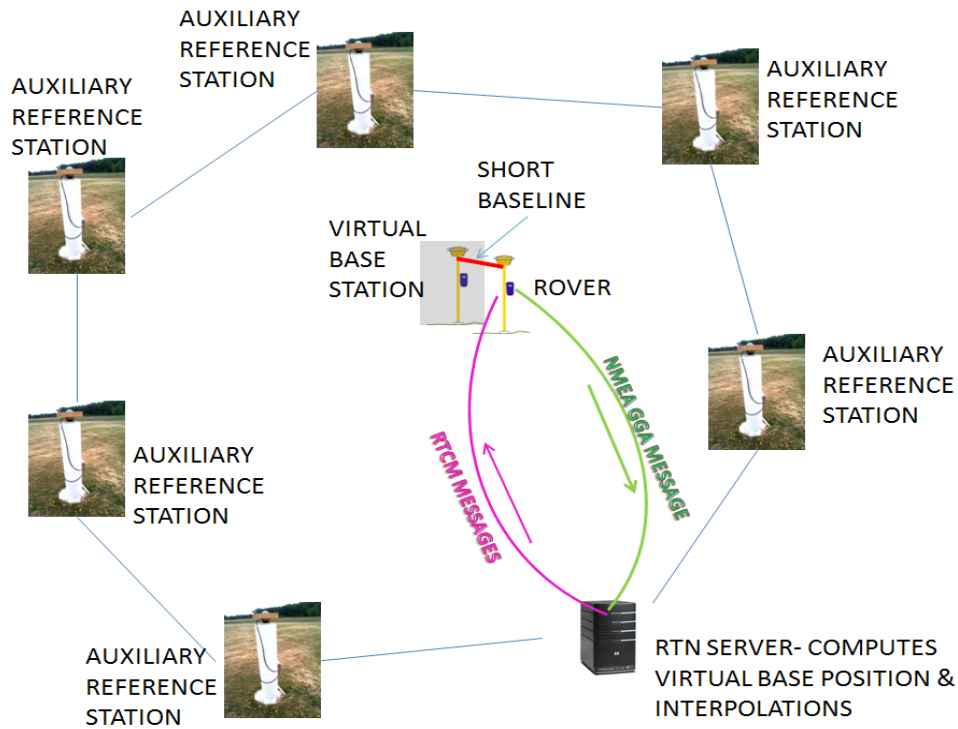 AUXILIARY
REFERENCE
STATION
AUXILIARY
REFERENCE
STATION
AUXILIARY
REFERENCE
STATION
SHORT
BASELINE
VIRTUAL
BASE
STATION
ROVER
AUXILIARY
REFERENCE
STATION
NMEA GGA MESSAGE
RTCM MESSAGES
AUXILIARY
REFERENCE
STATION
AUXILIARY
REFERENCE
STATION
RTN SERVER- COMPUTES
VIRTUAL BASE POSITION &
INTERPOLATIONS